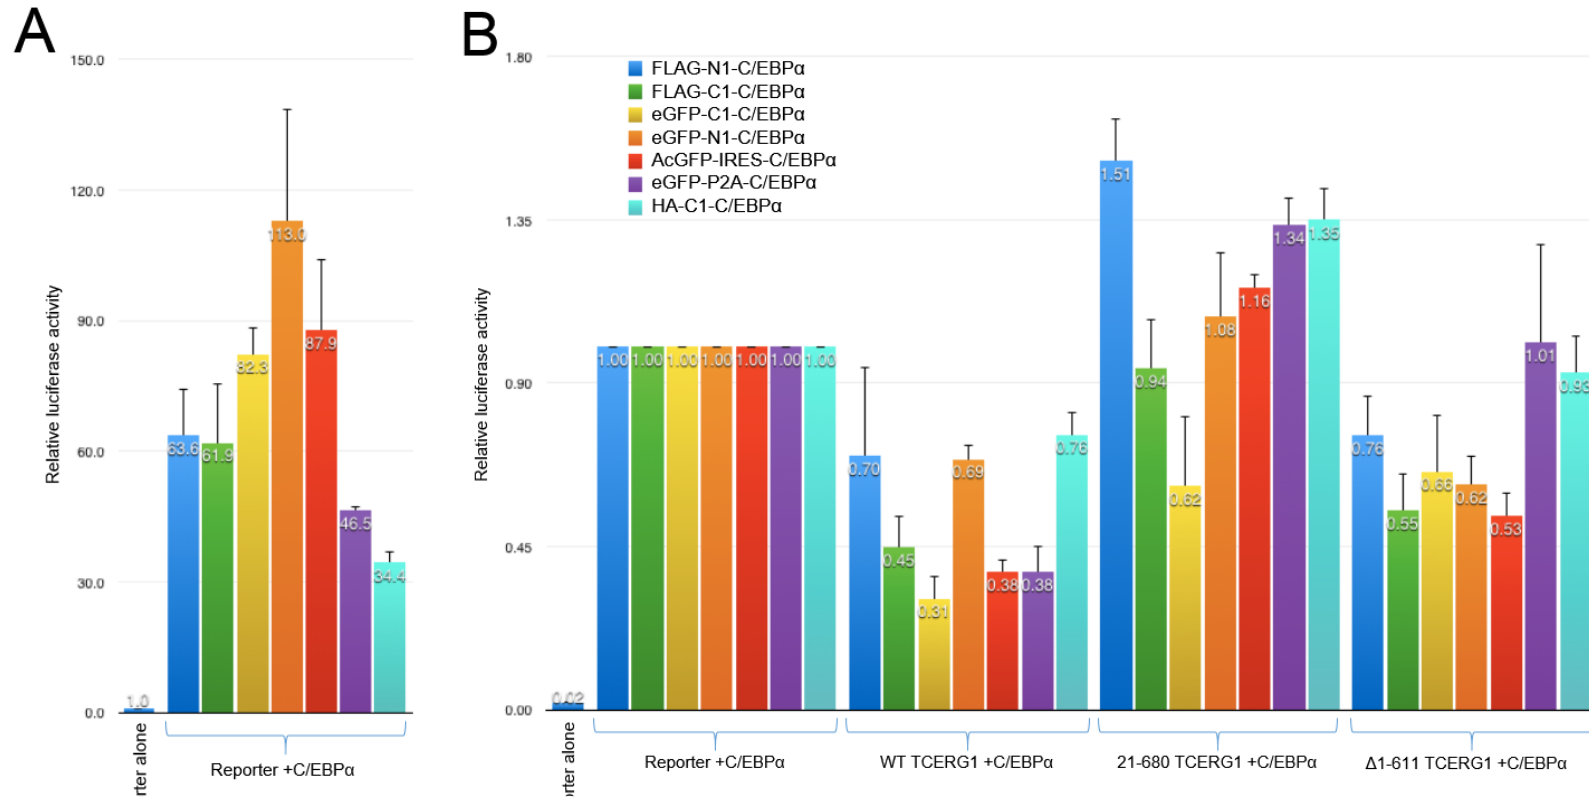 A
150.0
120.0
90.0
60.0
30.0
0.0
Relative luciferase activity
1.0
63.6
61.9
82.3
113.0
87.9
46.5
34.4
rter alone
Reporter +C/EBPα
B
1.80
1.35
0.90
0.45
0.00
Relative luciferase activity
FLAG-N1-C/EBPα
FLAG-C1-C/EBPα
eGFP-C1-C/EBPα
eGFP-N1-C/EBPα
AcGFP-IRES-C/EBPα
eGFP-P2A-C/EBPα
HA-C1-C/EBPα
0.02
1.00 1.00 1.00 1.00 1.00 1.00 1.00
0.70
0.45
0.31
0.69
0.38
0.38
0.76
1.51
0.94
0.62
1.08
1.16
1.34
1.35
0.76
0.55
0.66
0.62
0.53
1.01
0.93
orter alone
Reporter +C/EBPα
WT TCERG1 +C/EBPα
21-680 TCERG1 +C/EBPα
Δ1-611 TCERG1 +C/EBPα